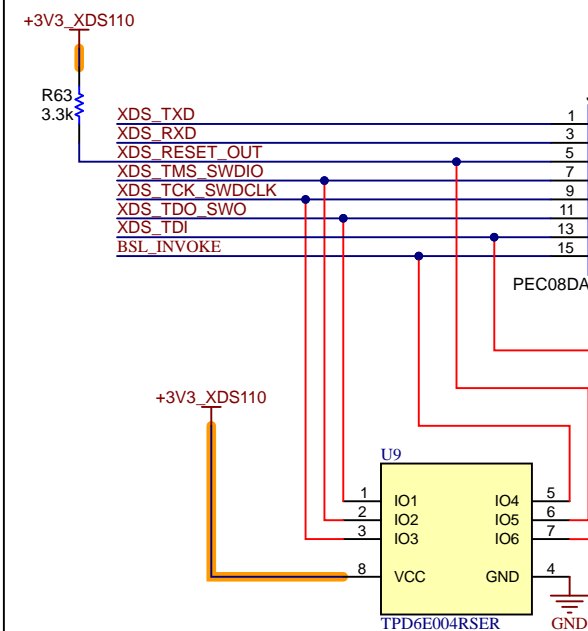 +3V3_XDS110
R63
3.3k
XDS_TXD 1
XDS_RXD 3
XDS_RESET_OUT 5
XDS_TMS_SWDIO 7
XDS_TCK_SWDCLK 9
XDS_TDO_SWO 11
XDS_TDI 13
BSL_INVOKE 15
PEC08DA
+3V3_XDS110
U9
1 IO1 IO4 5
2 IO2 IO5 6
3 IO3 IO6 7
8 VCC GND 4
TPD6E004RSER GND